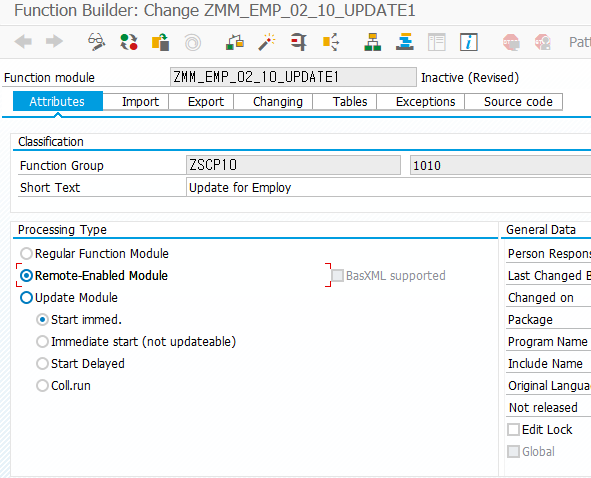 Function Builder: Change ZMM_EMP_02_10_UPDATE1
Function module ZMM_EMP_02_10_UPDATE1 Inactive (Revised)
Attributes Import Export Changing Tables Exceptions Source code
Classification
Function Group ZSCP10 1010
Short Text Update for Employ
Processing Type General Data
Regular Function Module Person Respons
Remote-Enabled Module BasXML supported Last Changed B
Update Module Changed on
Start immed. Package
Immediate start (not updateable) Program Name
Start Delayed Include Name
Coll.run Original Langua
Not released
Edit Lock
Global